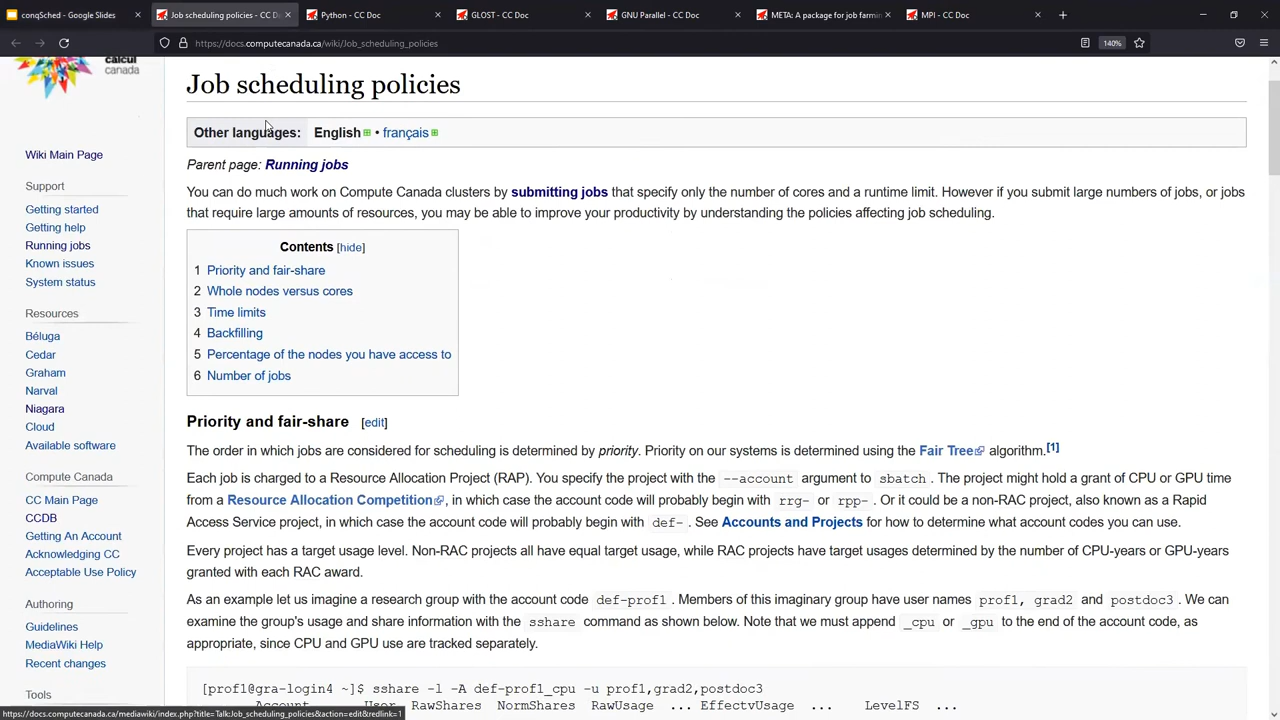 conqSched - Google Slides
Job scheduling policies - CC D
Python - CC Doc
GLOST - CC Doc
GNU Parallel - CC Doc
META: A package for job farmin
MPI - CC Doc
https://docs.computecanada.ca/wiki/Job_scheduling_policies
140%
calcul
canada
Wiki Main Page
Support
Getting started
Getting help
Running jobs
Known issues
System status
Resources
Béluga
Cedar
Graham
Narval
Niagara
Cloud
Available software
Compute Canada
CC Main Page
CCDB
Getting An Account
Acknowledging CC
Acceptable Use Policy
Authoring
Guidelines
MediaWiki Help
Recent changes
Tools
Job scheduling policies
Other languages: English • français
Parent page: Running jobs
You can do much work on Compute Canada clusters by submitting jobs that specify only the number of cores and a runtime limit. However if you submit large numbers of jobs, or jobs
that require large amounts of resources, you may be able to improve your productivity by understanding the policies affecting job scheduling.
Contents [hide]
1 Priority and fair-share
2 Whole nodes versus cores
3 Time limits
4 Backfilling
5 Percentage of the nodes you have access to
6 Number of jobs
Priority and fair-share [edit]
The order in which jobs are considered for scheduling is determined by priority. Priority on our systems is determined using the Fair Tree algorithm.[1]
Each job is charged to a Resource Allocation Project (RAP). You specify the project with the --account argument to sbatch. The project might hold a grant of CPU or GPU time
from a Resource Allocation Competition, in which case the account code will probably begin with rrg- or rpp-. Or it could be a non-RAC project, also known as a Rapid
Access Service project, in which case the account code will probably begin with def-. See Accounts and Projects for how to determine what account codes you can use.
Every project has a target usage level. Non-RAC projects all have equal target usage, while RAC projects have target usages determined by the number of CPU-years or GPU-years
granted with each RAC award.
As an example let us imagine a research group with the account code def-prof1. Members of this imaginary group have user names prof1, grad2 and postdoc3. We can
examine the group's usage and share information with the sshare command as shown below. Note that we must append _cpu or _gpu to the end of the account code, as
appropriate, since CPU and GPU use are tracked separately.
[prof1@gra-login4 ~]$ sshare -l -A def-prof1_cpu -u prof1,grad2,postdoc3
Account User RawShares NormShares RawUsage ... EffectvUsage ... LevelFS ...
https://docs.computecanada.ca/mediawiki/index.php?title=Talk:Job_scheduling_policies&action=edit&redlink=1